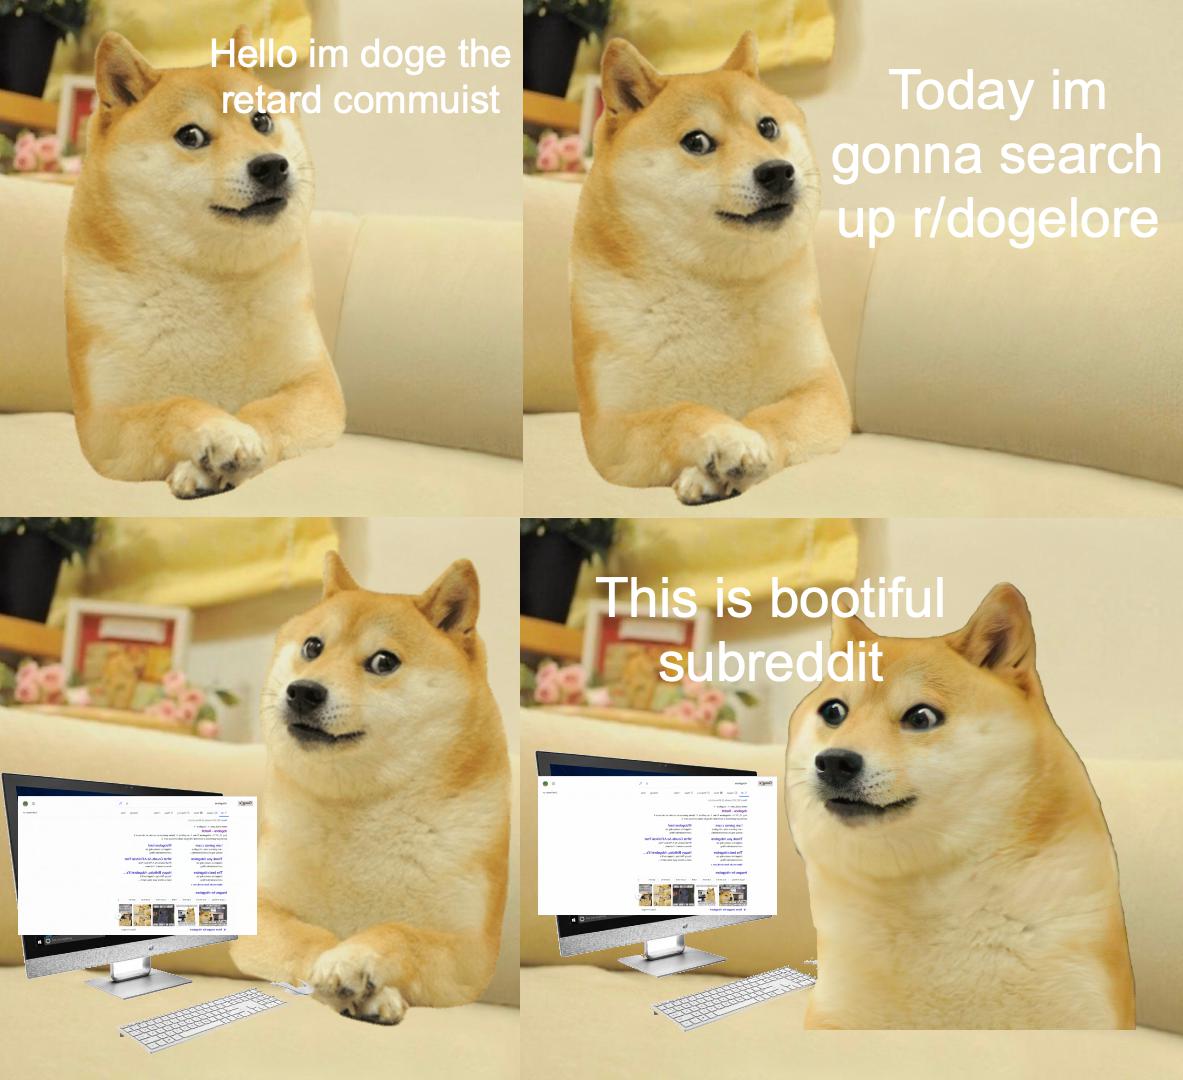 Hello im doge the
retard commuist
Today im
gonna search
up r/dogelore
This is bootiful
subreddit